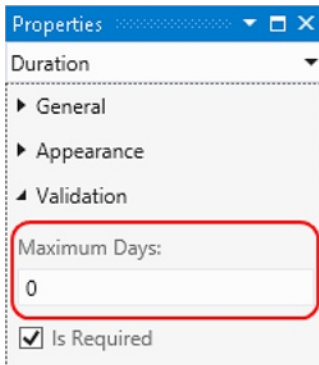 Properties
Duration
General
Appearance
Validation
Maximum Days:
0
Is Required